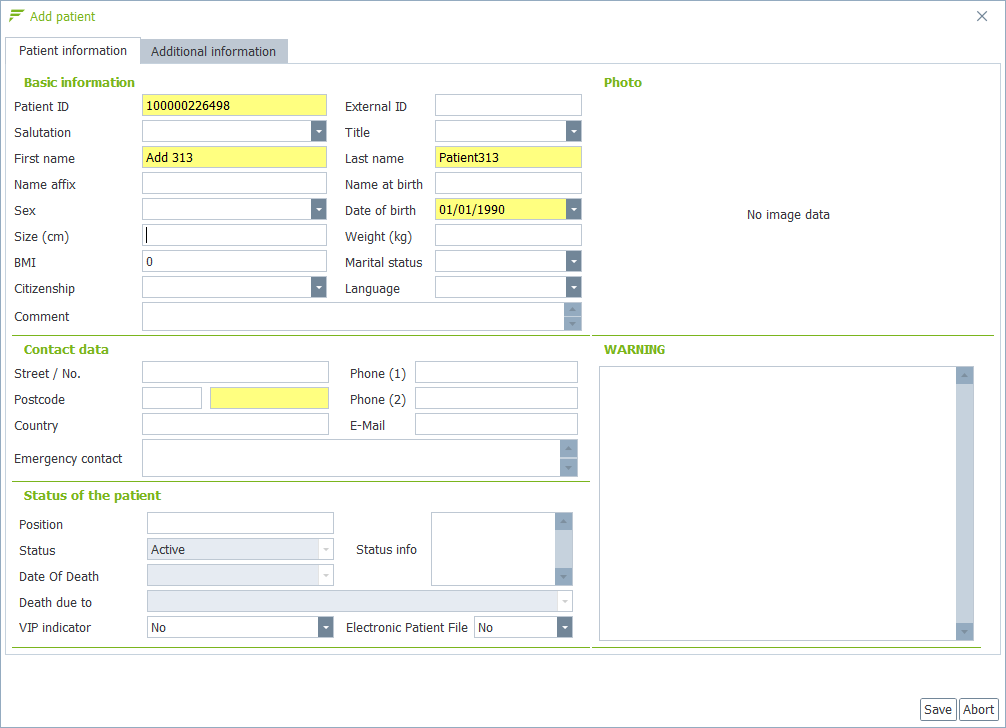 Add patient
Patient information Additional information
Basic information Photo
Patient ID 100000226498 External ID
Salutation Title
First name Add 313 Last name Patient313
Name affix Name at birth
Sex Date of birth 01/01/1990
No image data
Size (cm) Weight (kg)
BMI 0 Marital status
Citizenship Language
Comment
Contact data WARNING
Street / No. Phone (1)
Postcode Phone (2)
Country E-Mail
Emergency contact
Status of the patient
Position
Status Active Status info
Date Of Death
Death due to
VIP indicator No Electronic Patient File No
Save Abort